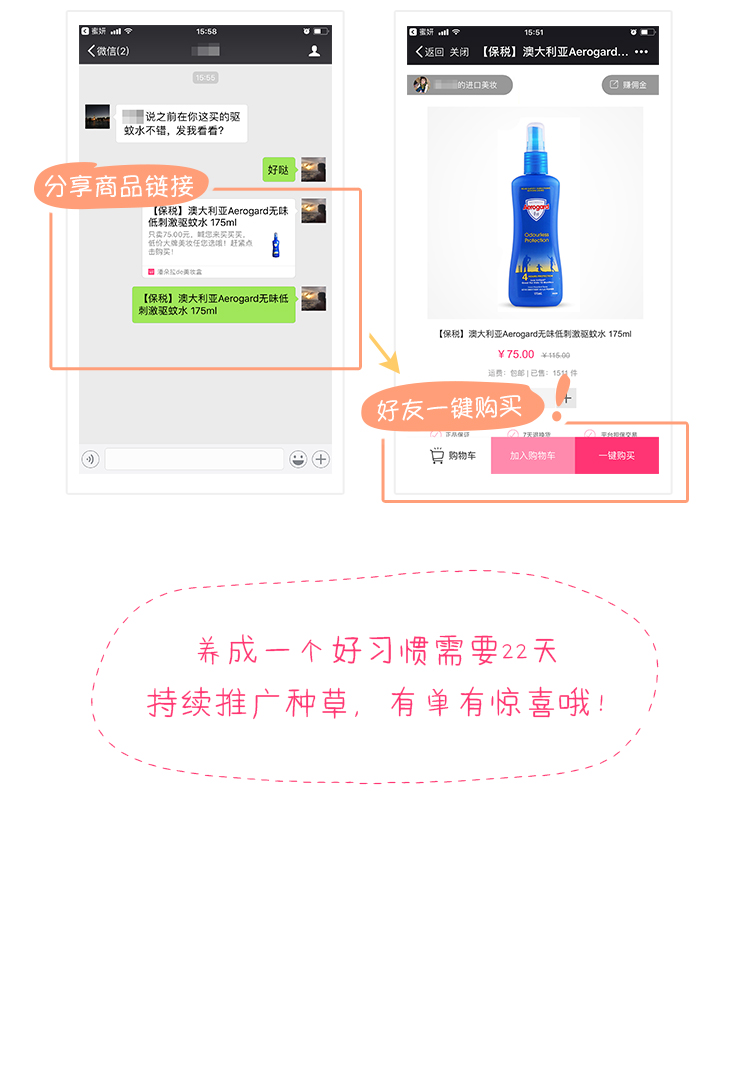 蜜妍
15:58
微信(2)
15:55
说之前在你这买的驱
蚊水不错，发我看看?
好哒
分享商品链接
【保税】澳大利亚Aerogard无味
低刺激驱蚊水 175ml
只卖75.00元，喊您来买买买，
低价大牌美妆任您选哦！赶紧点
击购买！
潘朵拉de美妆盒
【保税】澳大利亚Aerogard无味低
刺激驱蚊水 175ml
蜜妍
15:51
返回 关闭 【保税】澳大利亚Aerogard...
的进口美妆
赚佣金
Aerogard
Odourless
Protection
【保税】澳大利亚Aerogard无味低刺激驱蚊水 175ml
¥75.00 ¥115.00
运费：包邮 | 已售：1511 件
+
好友一键购买！
正品保证 7天退换货 平台担保交易
购物车 加入购物车 一键购买
养成一个好习惯需要22天
持续推广种草，有单有惊喜哦！